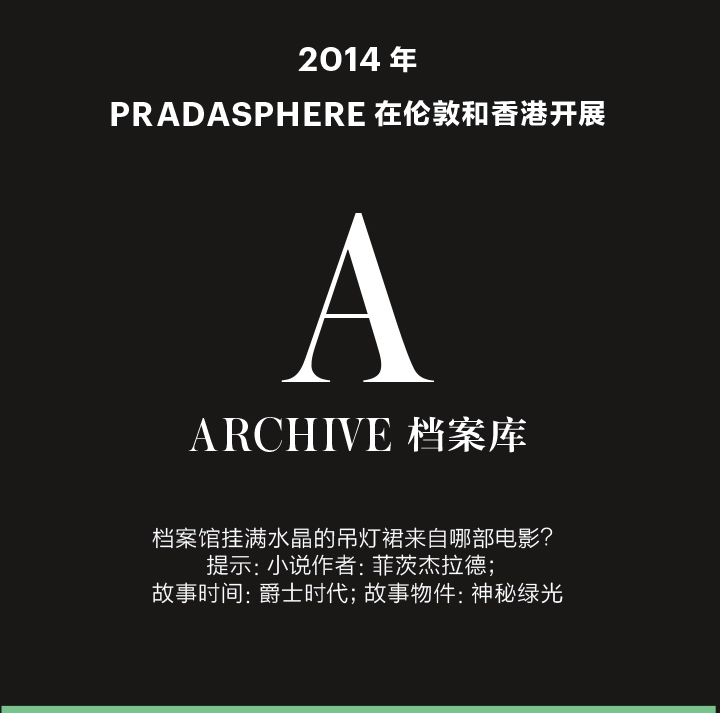 2014 年
PRADASPHERE 在伦敦和香港开展
A
ARCHIVE 档案库
档案馆挂满水晶的吊灯裙来自哪部电影？
提示：小说作者：菲茨杰拉德；
故事时间：爵士时代；故事物件：神秘绿光